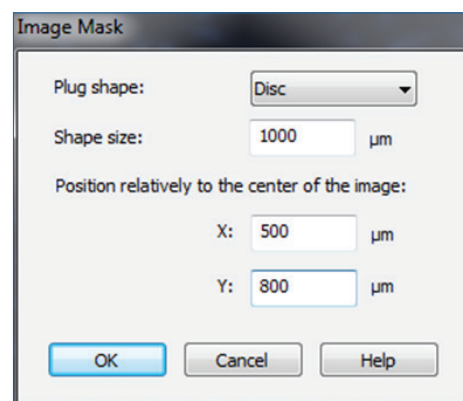 Image Mask
Plug shape: Disc
Shape size: 1000 µm
Position relatively to the center of the image:
X: 500 µm
Y: 800 µm
OK Cancel Help